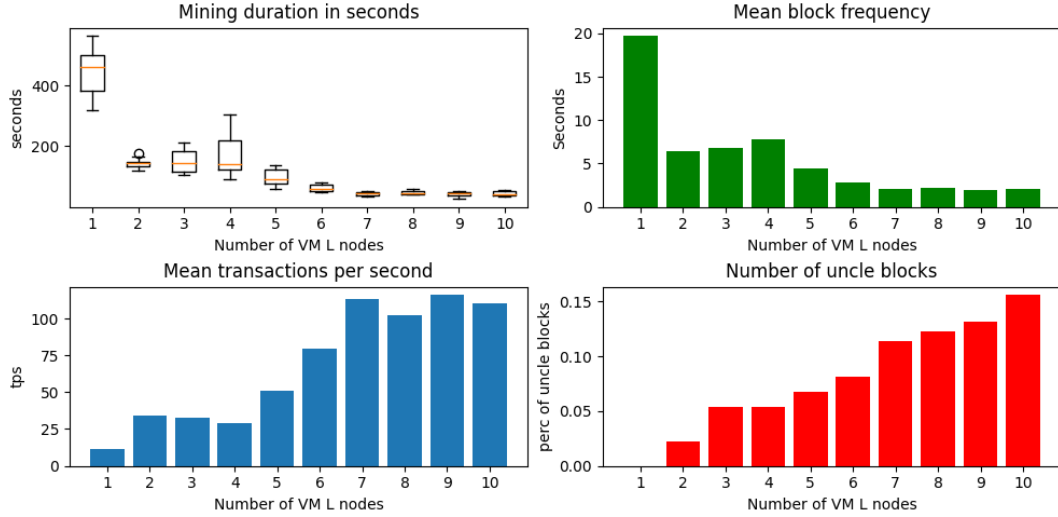 Mining duration in seconds
seconds
400
200
1 2 3 4 5 6 7 8 9 10
Number of VM L nodes
Mean block frequency
Seconds
20
15
10
5
0
1 2 3 4 5 6 7 8 9 10
Number of VM L nodes
Mean transactions per second
tps
100
75
50
25
0
1 2 3 4 5 6 7 8 9 10
Number of VM L nodes
Number of uncle blocks
perc of uncle blocks
0.15
0.10
0.05
0.00
1 2 3 4 5 6 7 8 9 10
Number of VM L nodes